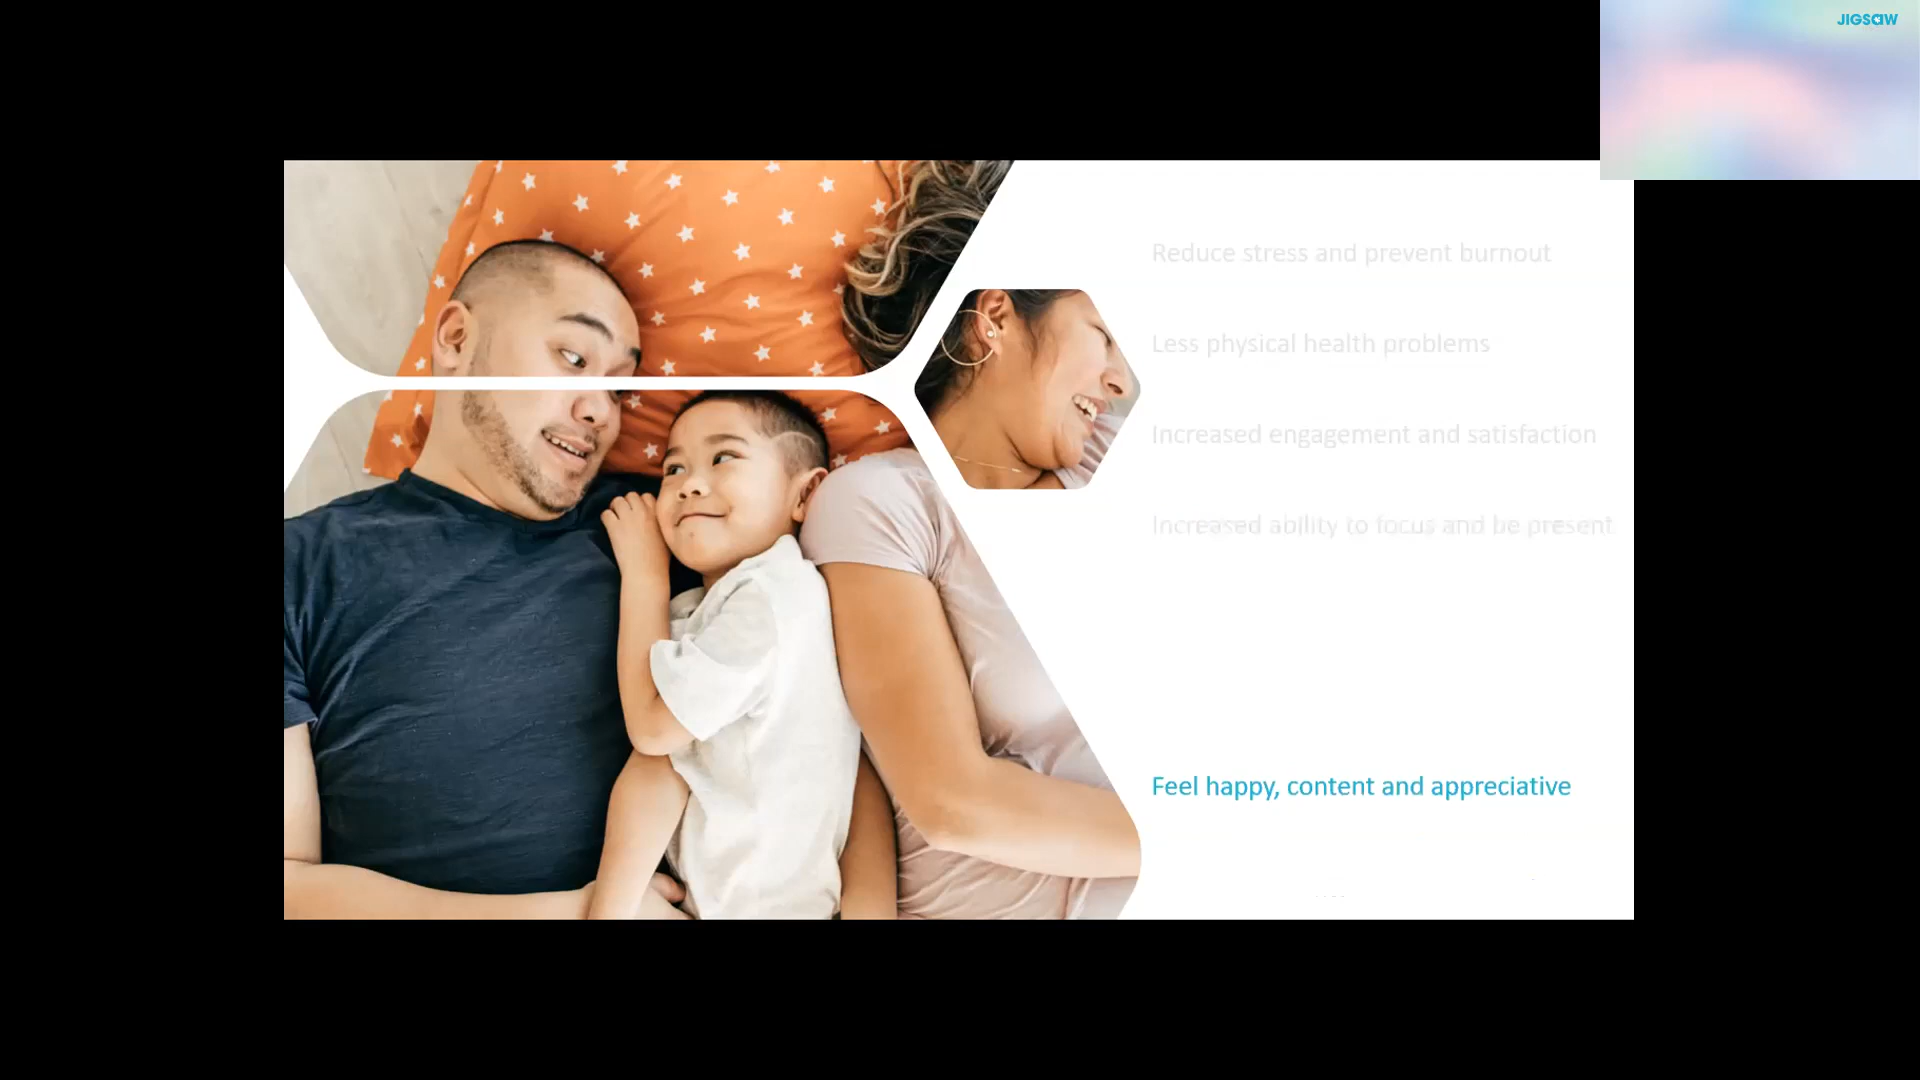 JIGSAW
Reduce stress and prevent burnout
Less physical health problems
Increased engagement and satisfaction
Increased ability to focus and be present
Feel happy, content and appreciative